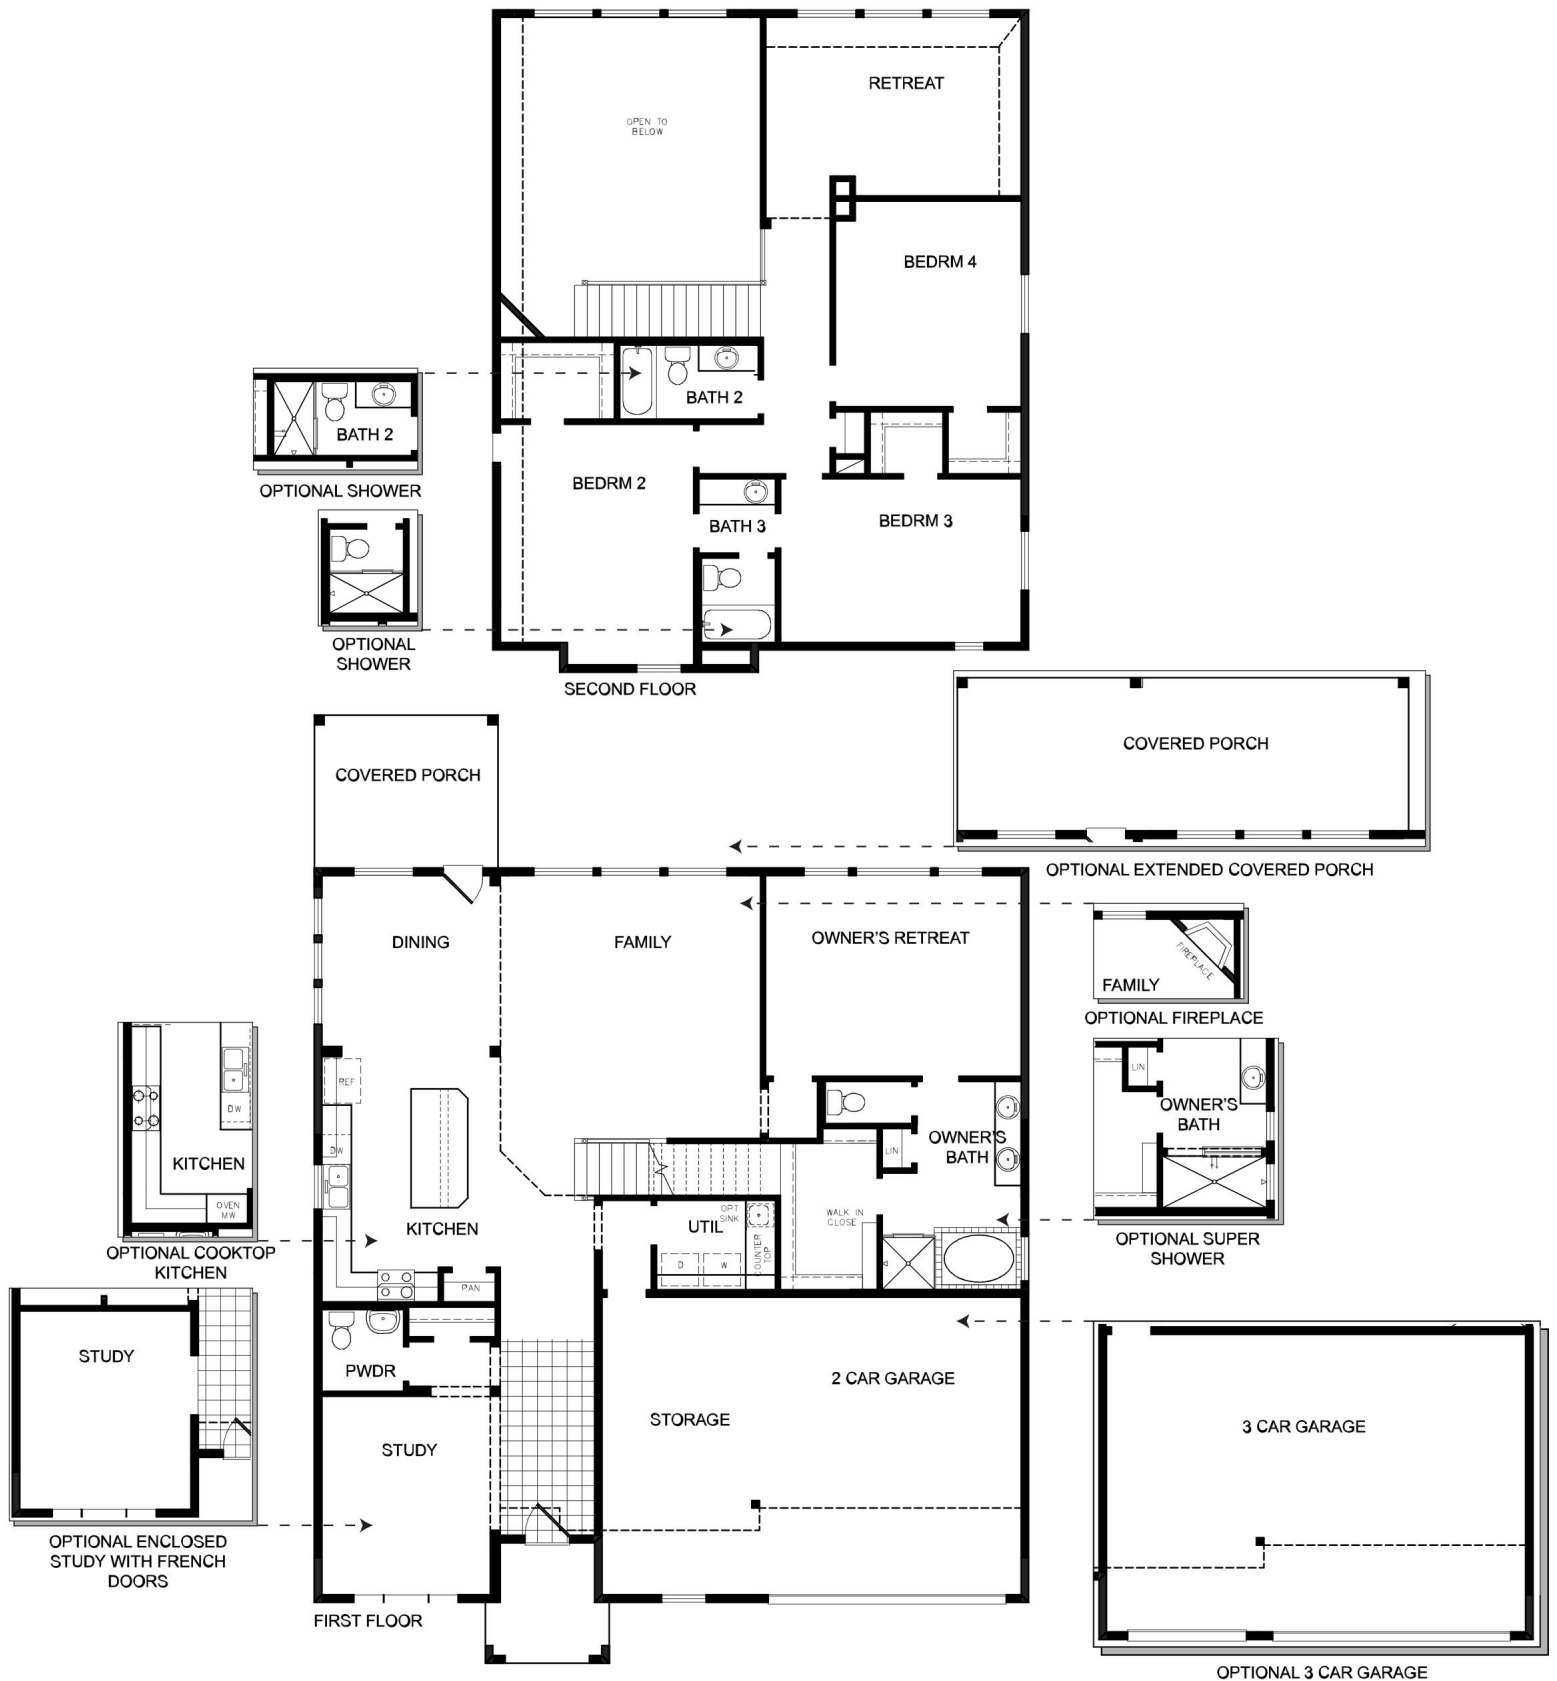 RETREAT
OPEN TO
BELOW
BEDRM 4
BATH 2
BATH 2
OPTIONAL SHOWER
BEDRM 2
BATH 3
BEDRM 3
OPTIONAL
SHOWER
SECOND FLOOR
COVERED PORCH
COVERED PORCH
OPTIONAL EXTENDED COVERED PORCH
DINING
FAMILY
OWNER'S RETREAT
FIREPLACE
FAMILY
OPTIONAL FIREPLACE
REF
DW
KITCHEN
OVEN
MW
OPTIONAL COOKTOP
KITCHEN
DW
KITCHEN
PAN
LIN
OWNER'S
BATH
LIN
OWNER'S
BATH
OPTIONAL SUPER
SHOWER
WALK IN
CLOSE
OPT
SINK
UTIL
COUNTER
TOP
D
W
STUDY
OPTIONAL ENCLOSED
STUDY WITH FRENCH
DOORS
PWDR
STUDY
2 CAR GARAGE
STORAGE
3 CAR GARAGE
FIRST FLOOR
OPTIONAL 3 CAR GARAGE